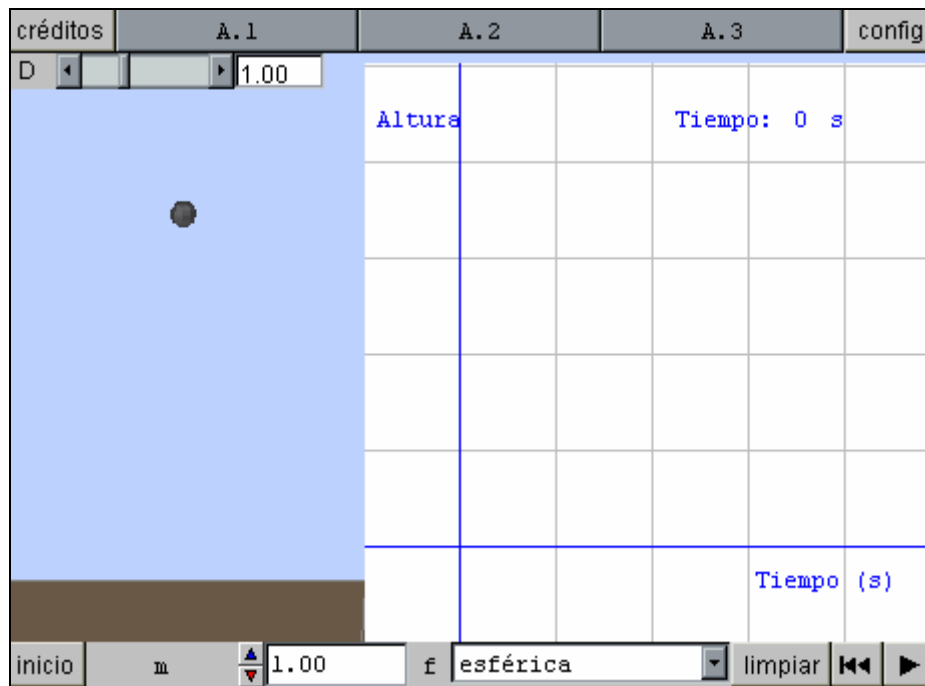 créditos A.1 A.2 A.3 config
D 1.00
Altura Tiempo: 0 s
Tiempo (s)
inicio m 1.00 f esférica limpiar